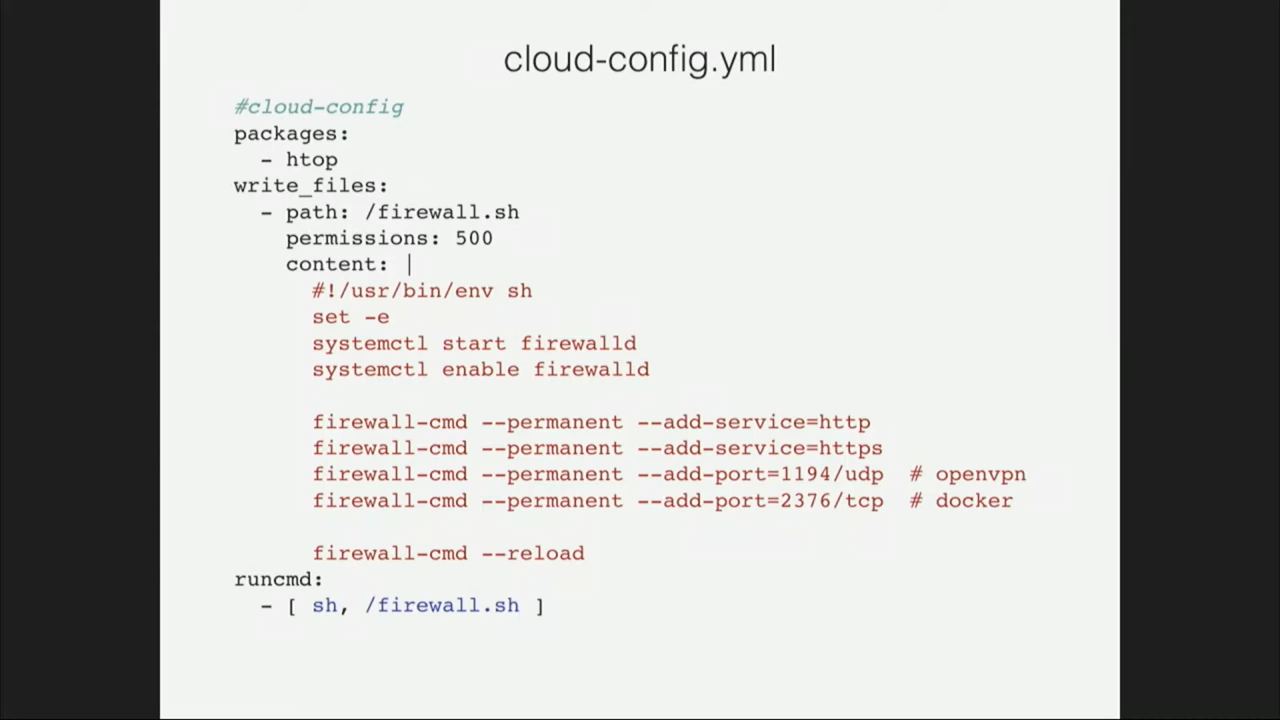 cloud-config.yml
#cloud-config
packages:
  - htop
write_files:
  - path: /firewall.sh
    permissions: 500
    content: |
      #!/usr/bin/env sh
      set -e
      systemctl start firewalld
      systemctl enable firewalld

      firewall-cmd --permanent --add-service=http
      firewall-cmd --permanent --add-service=https
      firewall-cmd --permanent --add-port=1194/udp  # openvpn
      firewall-cmd --permanent --add-port=2376/tcp  # docker

      firewall-cmd --reload
runcmd:
  - [ sh, /firewall.sh ]